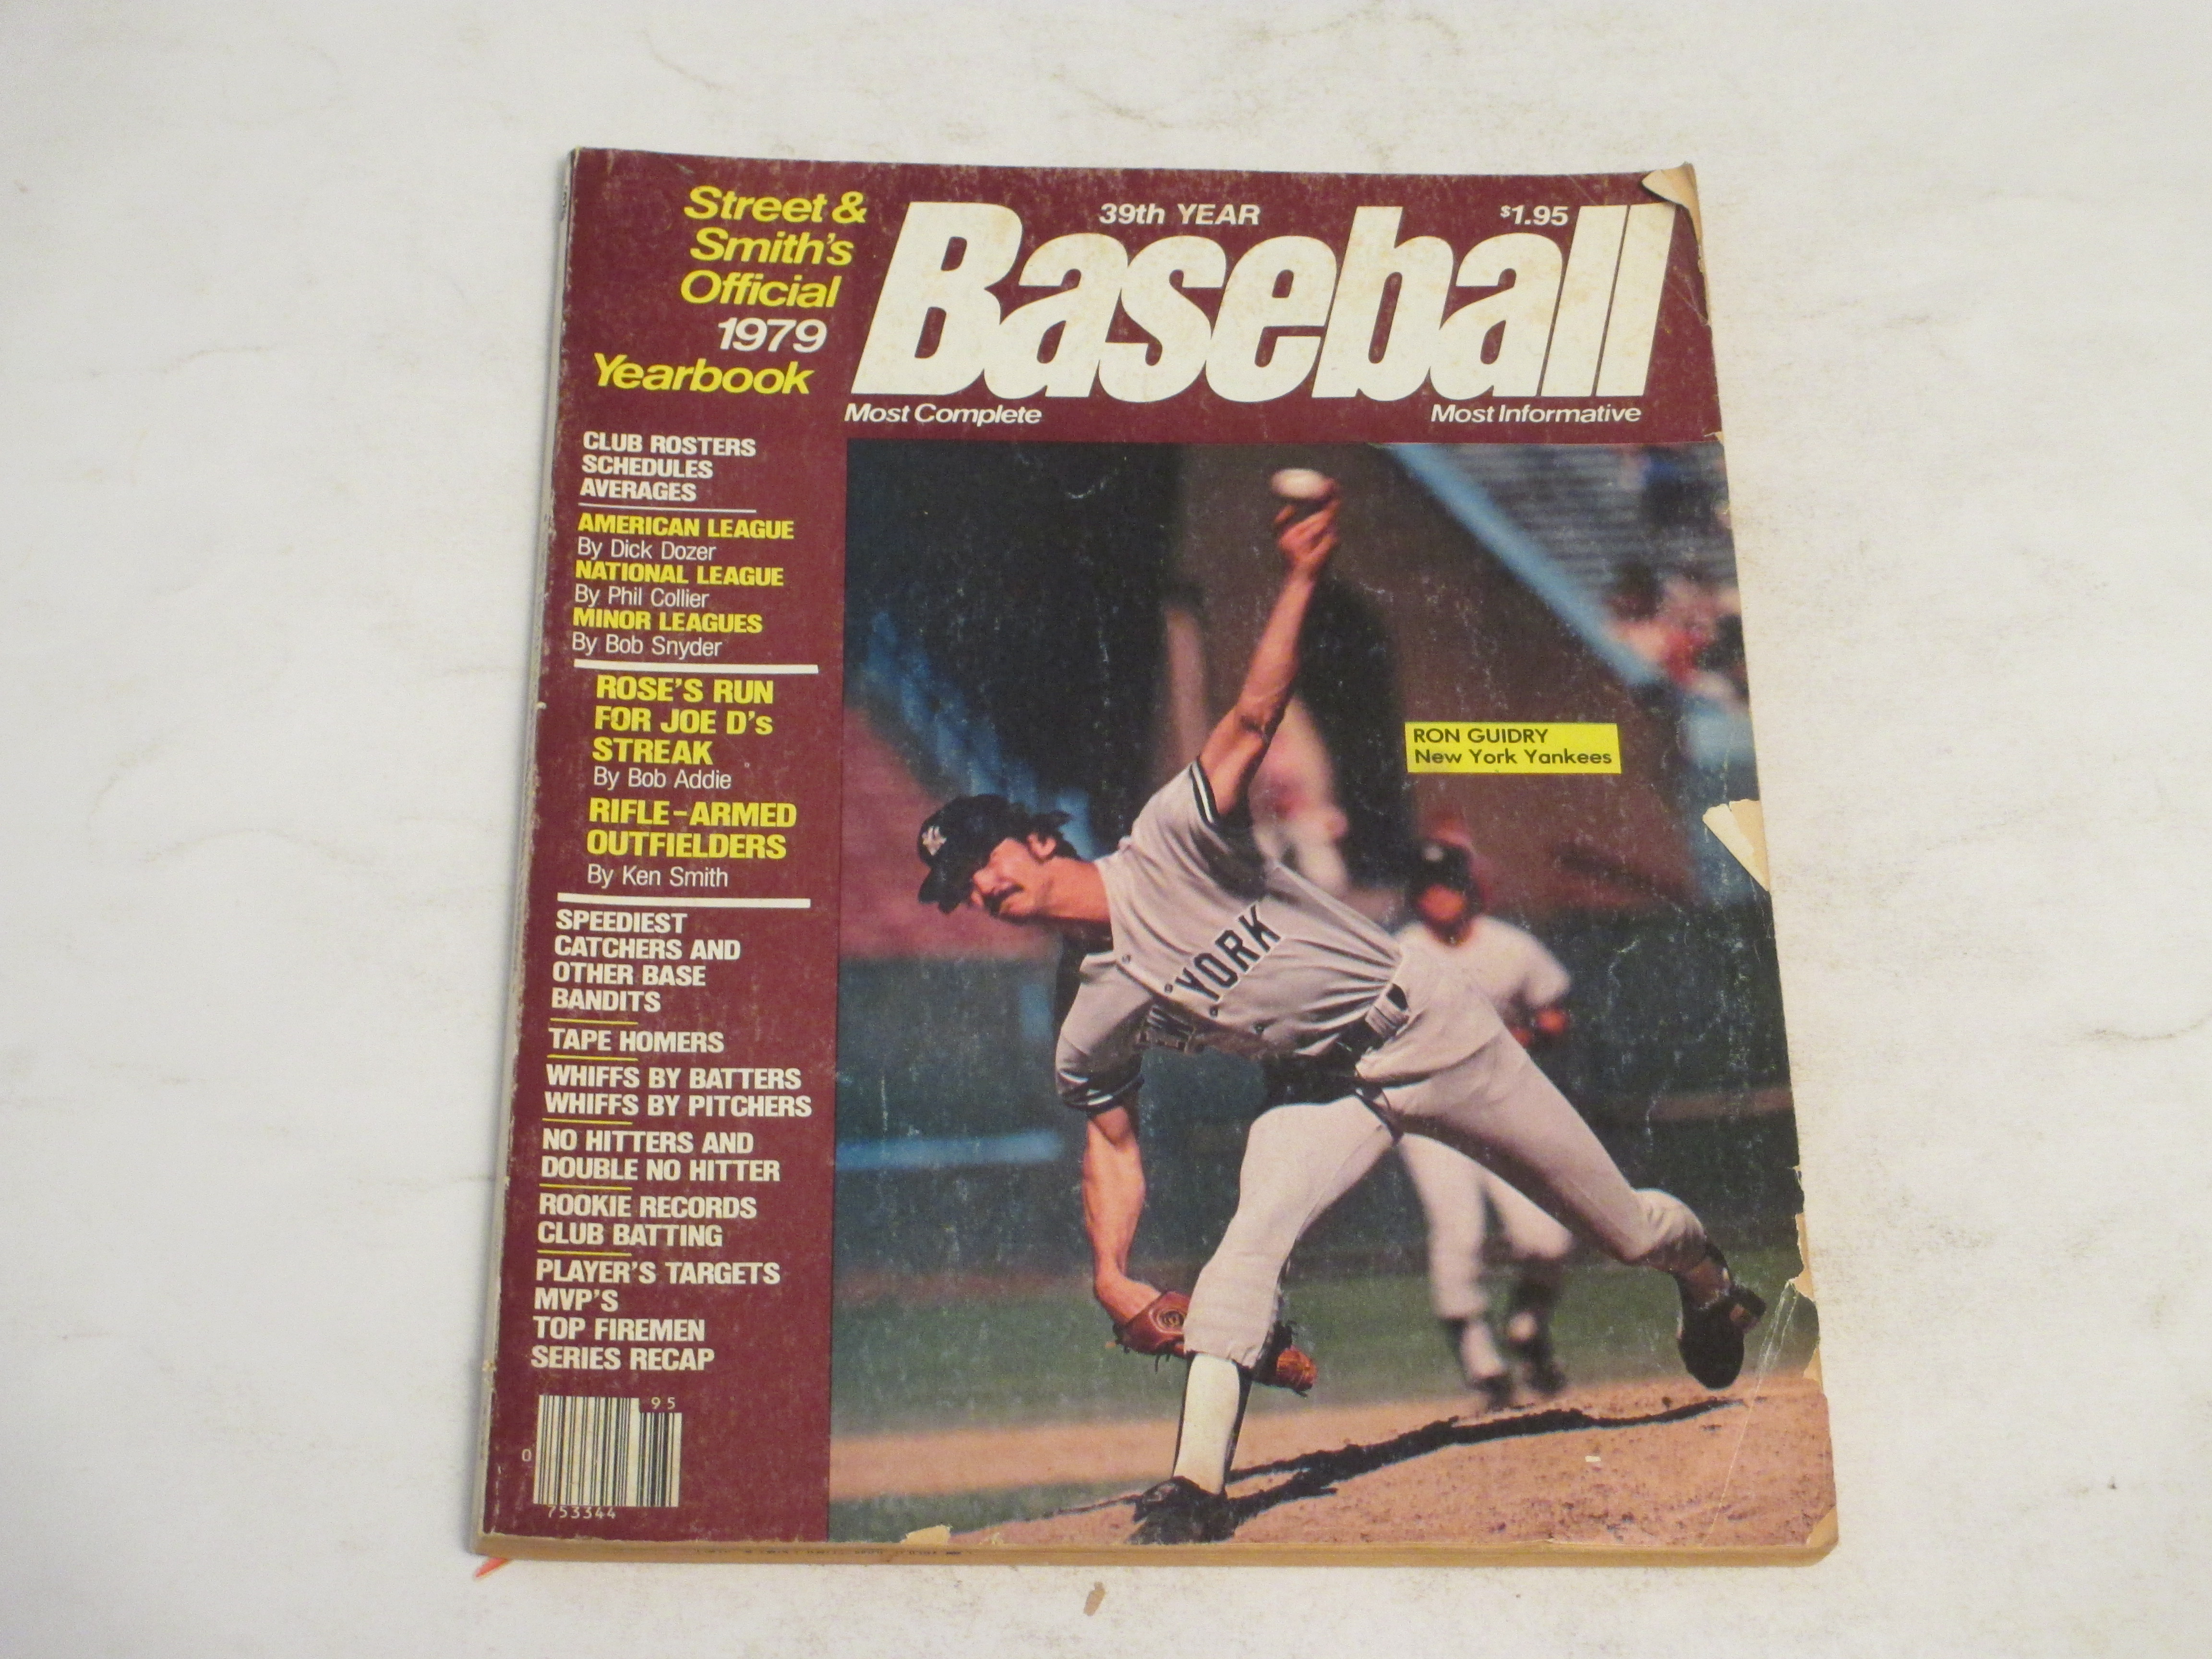 Street &
Smith's
Official
1979
Yearbook
39th YEAR
$1.95
Baseball
Most Complete
Most Informative
CLUB ROSTERS
SCHEDULES
AVERAGES
AMERICAN LEAGUE
By Dick Dozer
NATIONAL LEAGUE
By Phil Collier
MINOR LEAGUES
By Bob Snyder
ROSE'S RUN
FOR JOE D's
STREAK
By Bob Addie
RIFLE-ARMED
OUTFIELDERS
By Ken Smith
SPEEDIEST
CATCHERS AND
OTHER BASE
BANDITS
TAPE HOMERS
WHIFFS BY BATTERS
WHIFFS BY PITCHERS
NO HITTERS AND
DOUBLE NO HITTER
ROOKIE RECORDS
CLUB BATTING
PLAYER'S TARGETS
MVP'S
TOP FIREMEN
SERIES RECAP
95
0
753344
RON GUIDRY
New York Yankees
NY
EW YORK